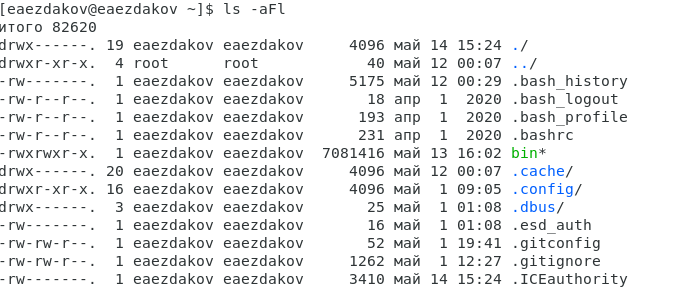 [eaezdakov@eaezdakov ~]$ ls -aFl
итого 82620
drwx------. 19 eaezdakov eaezdakov    4096 май 14 15:24 ./
drwxr-xr-x.  4 root      root           40 май 12 00:07 ../
-rw-------.  1 eaezdakov eaezdakov    5175 май 12 00:29 .bash_history
-rw-r--r--.  1 eaezdakov eaezdakov      18 апр  1  2020 .bash_logout
-rw-r--r--.  1 eaezdakov eaezdakov     193 апр  1  2020 .bash_profile
-rw-r--r--.  1 eaezdakov eaezdakov     231 апр  1  2020 .bashrc
-rwxrwxr-x.  1 eaezdakov eaezdakov 7081416 май 13 16:02 bin*
drwx------. 20 eaezdakov eaezdakov    4096 май 12 00:07 .cache/
drwxr-xr-x. 16 eaezdakov eaezdakov    4096 май  1 09:05 .config/
drwx------.  3 eaezdakov eaezdakov      25 май  1 01:08 .dbus/
-rw-------.  1 eaezdakov eaezdakov      16 май  1 01:08 .esd_auth
-rw-rw-r--.  1 eaezdakov eaezdakov      52 май  1 19:41 .gitconfig
-rw-rw-r--.  1 eaezdakov eaezdakov    1262 май  1 12:27 .gitignore
-rw-------.  1 eaezdakov eaezdakov    3410 май 14 15:24 .ICEauthority